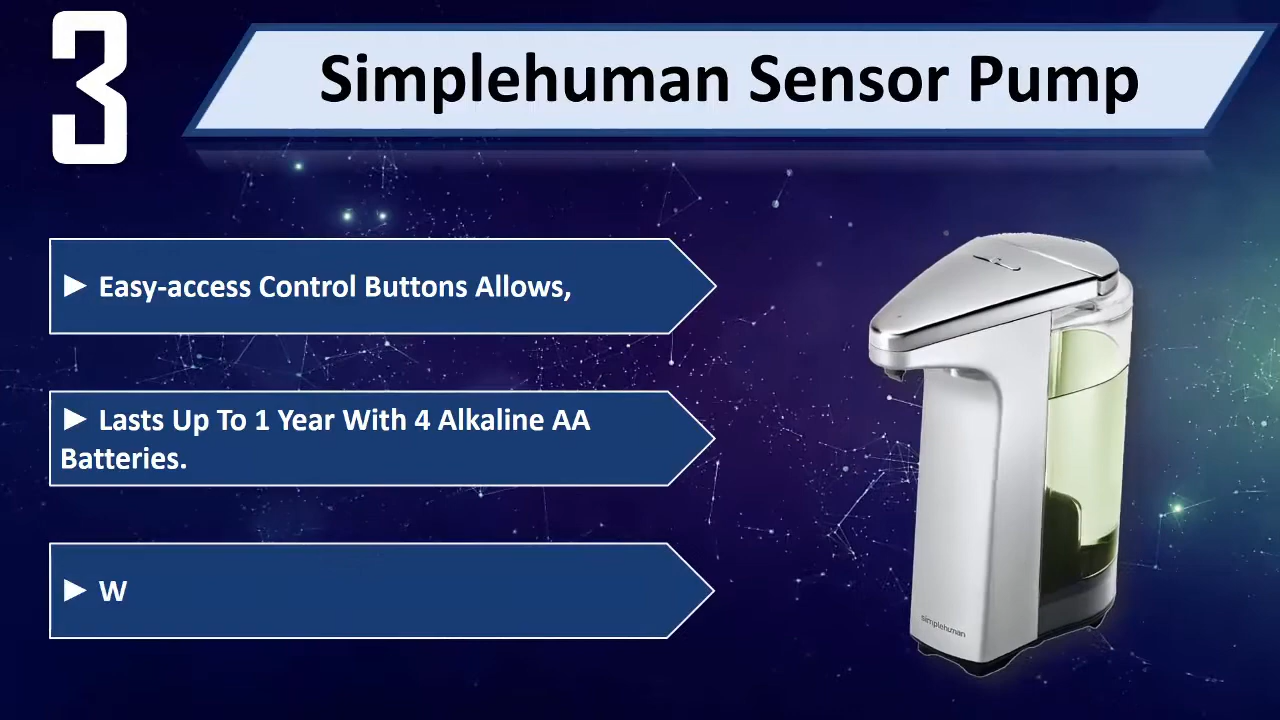 3
Simplehuman Sensor Pump
► Easy-access Control Buttons Allows,
► Lasts Up To 1 Year With 4 Alkaline AA
Batteries.
► W
simplehuman